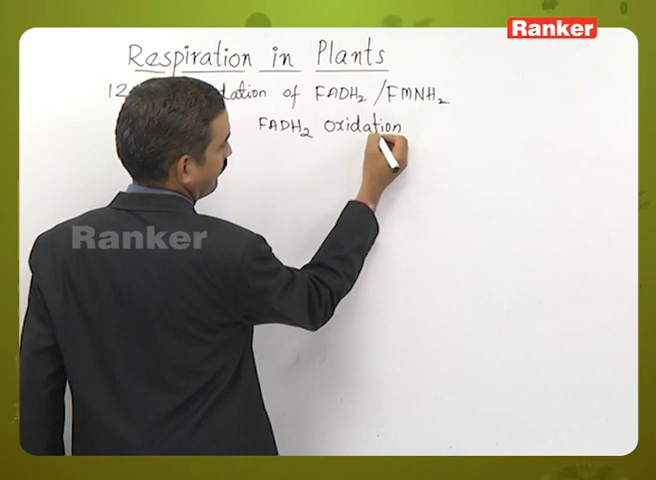 Ranker
Respiration in Plants
12 dation of FADH₂ / FMNH₂
FADH₂ oxidation
Ranker